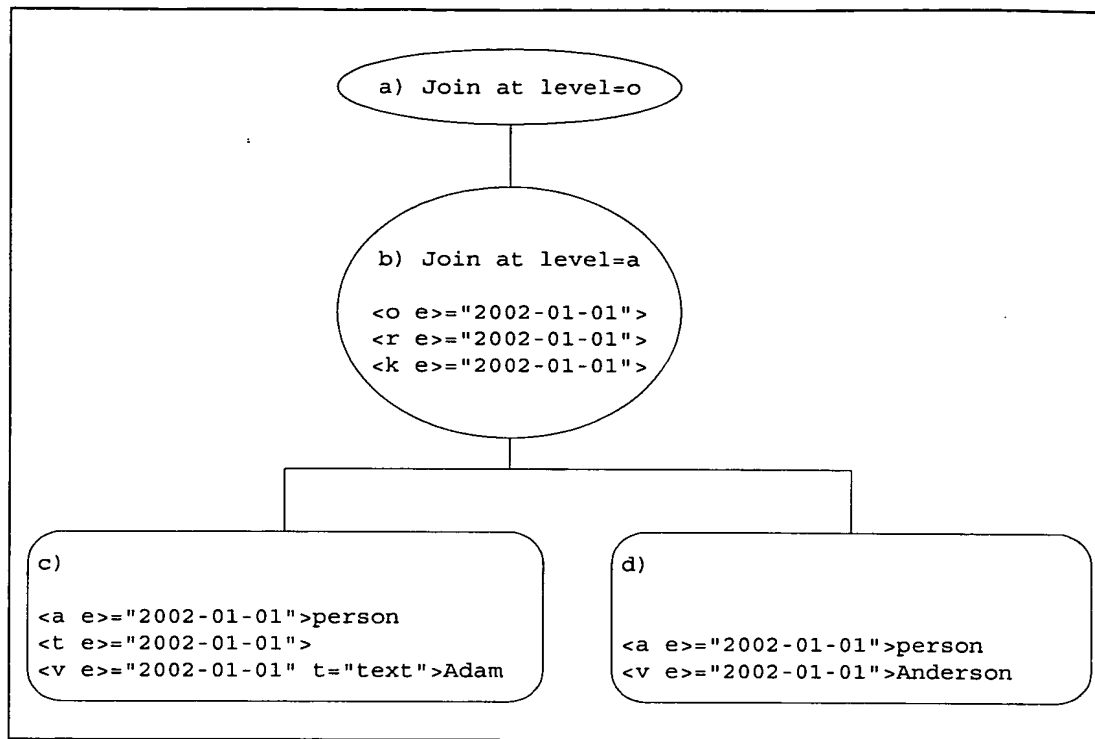 a) Join at level=o
b) Join at level=a
<o e>="2002-01-01">
<r e>="2002-01-01">
<k e>="2002-01-01">
c)
<a e>="2002-01-01">person
<t e>="2002-01-01">
<v e>="2002-01-01" t="text">Adam
d)
<a e>="2002-01-01">person
<v e>="2002-01-01">Anderson